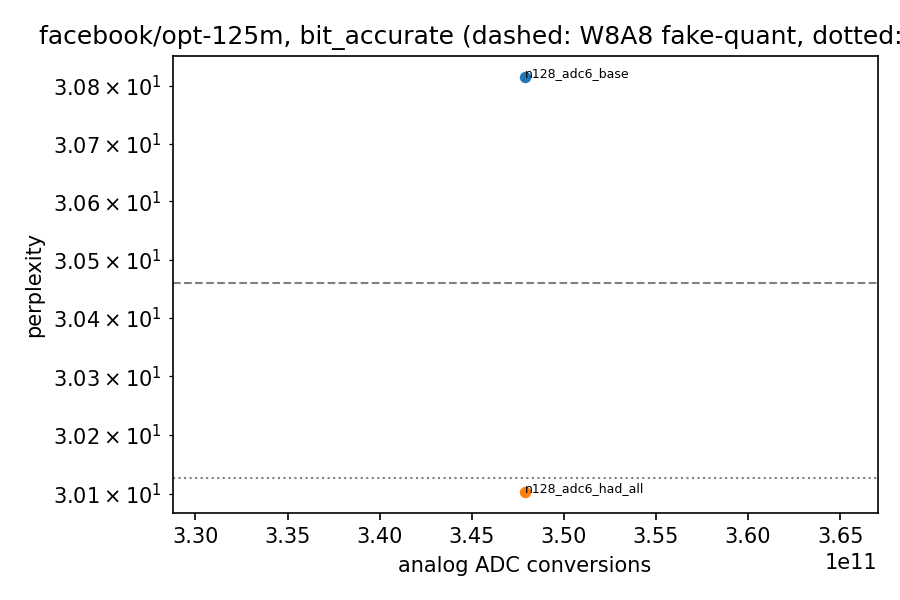 facebook/opt-125m, bit_accurate (dashed: W8A8 fake-quant, dotted:
3.08 × 10¹
n128_adc6_base
3.07 × 10¹
3.06 × 10¹
3.05 × 10¹
3.04 × 10¹
3.03 × 10¹
3.02 × 10¹
3.01 × 10¹
n128_adc6_had_all
perplexity
3.30 3.35 3.40 3.45 3.50 3.55 3.60 3.65
1e11
analog ADC conversions